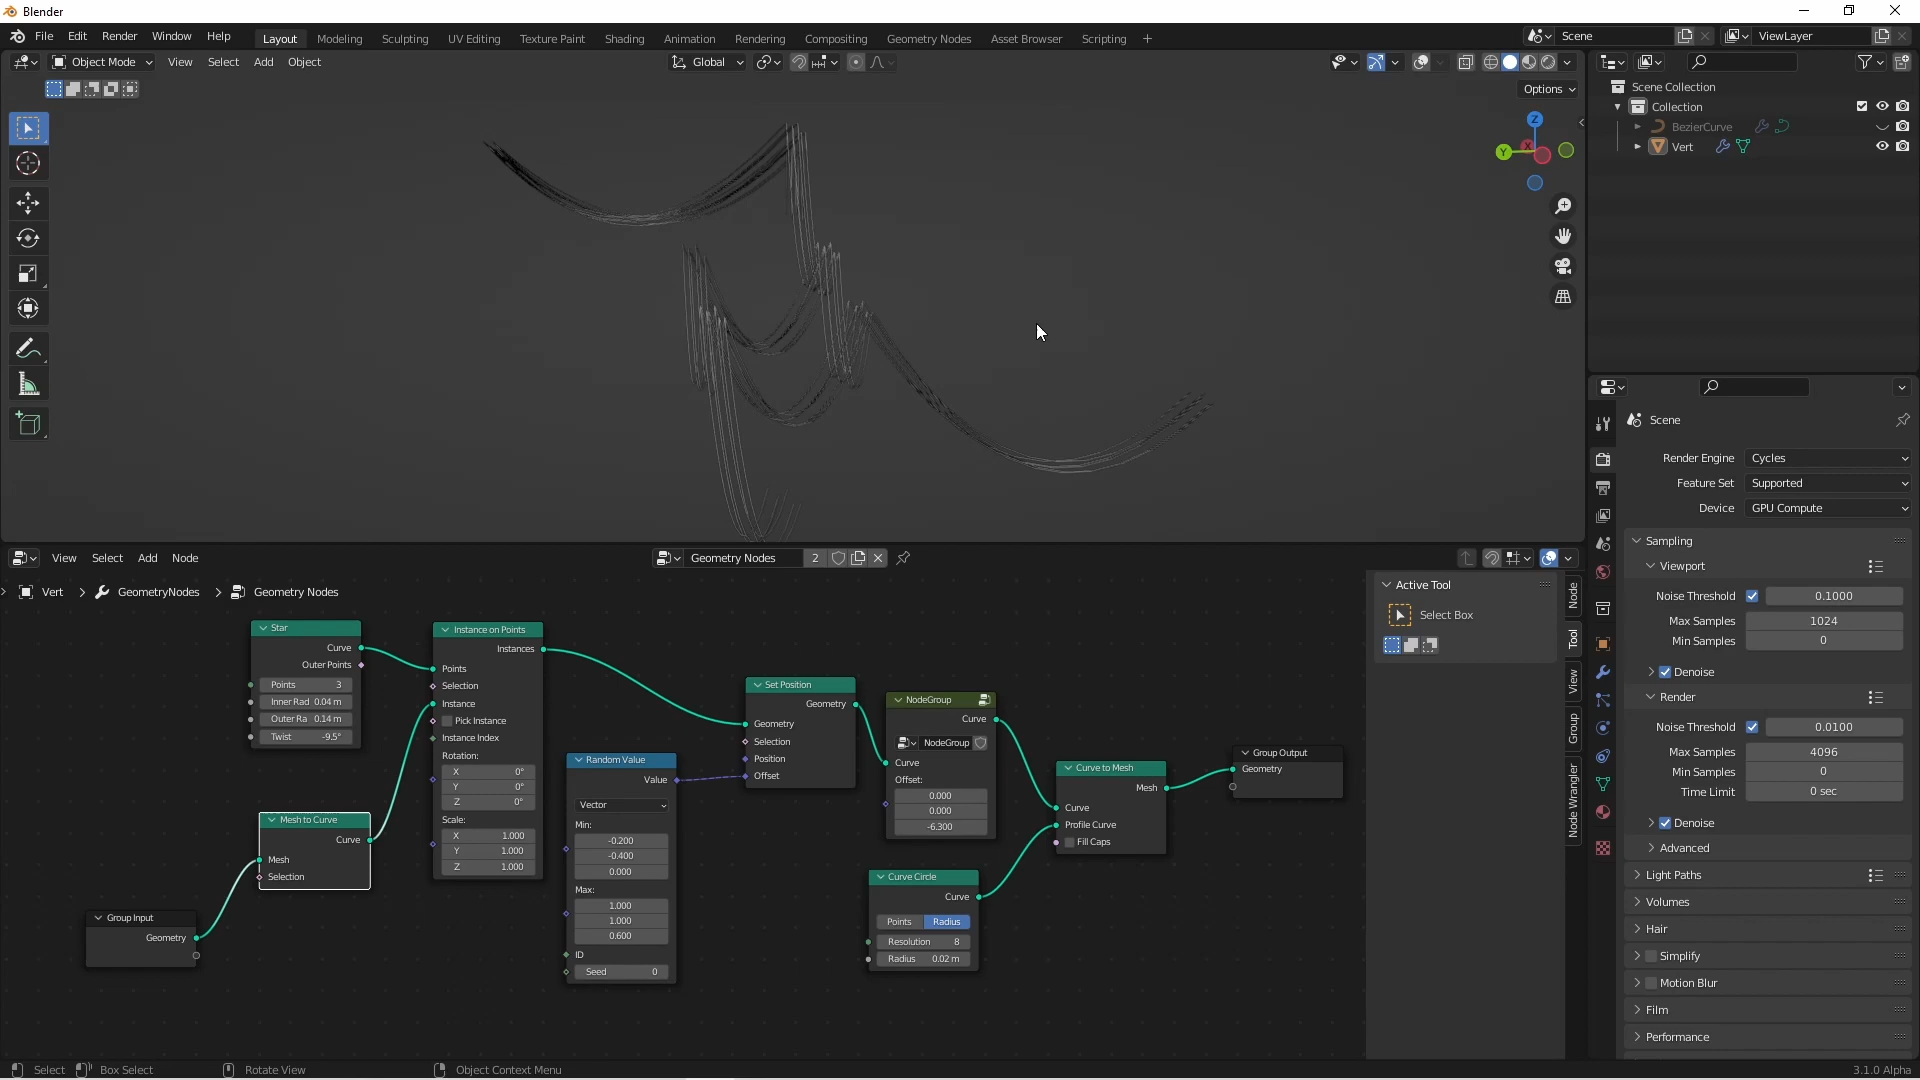 Blender
File Edit Render Window Help Layout Modeling Sculpting UV Editing Texture Paint Shading Animation Rendering Compositing Geometry Nodes Asset Browser Scripting + Scene ViewLayer
Object Mode View Select Add Object Global
Options
X
Y
Z
Scene Collection
Collection
BezierCurve
Vert
Scene
Render Engine Cycles
Feature Set Supported
Device GPU Compute
Sampling
Viewport
Noise Threshold 0.1000
Max Samples 1024
Min Samples 0
Denoise
Render
Noise Threshold 0.0100
Max Samples 4096
Min Samples 0
Time Limit 0 sec
Denoise
Advanced
Light Paths
Volumes
Hair
Simplify
Motion Blur
Film
Performance
View Select Add Node Geometry Nodes 2
Vert > GeometryNodes > Geometry Nodes
Star
Curve
Outer Points
Points 3
Inner Rad 0.04 m
Outer Ra 0.14 m
Twist -9.5°
Mesh to Curve
Curve
Mesh
Selection
Group Input
Geometry
Instance on Points
Instances
Points
Selection
Instance
Pick Instance
Instance Index
Rotation:
X 0°
Y 0°
Z 0°
Scale:
X 1.000
Y 1.000
Z 1.000
Random Value
Value
Vector
Min:
-0.200
-0.400
0.000
Max:
1.000
1.000
0.600
ID
Seed 0
Set Position
Geometry
Geometry
Selection
Position
Offset
NodeGroup
Curve
NodeGroup
Curve
Offset:
0.000
0.000
-6.300
Curve Circle
Curve
Points Radius
Resolution 8
Radius 0.02 m
Curve to Mesh
Mesh
Curve
Profile Curve
Fill Caps
Group Output
Geometry
Active Tool
Select Box
Node
Tool
View
Group
Node Wrangler
Select Box Select Rotate View Object Context Menu 3.1.0 Alpha